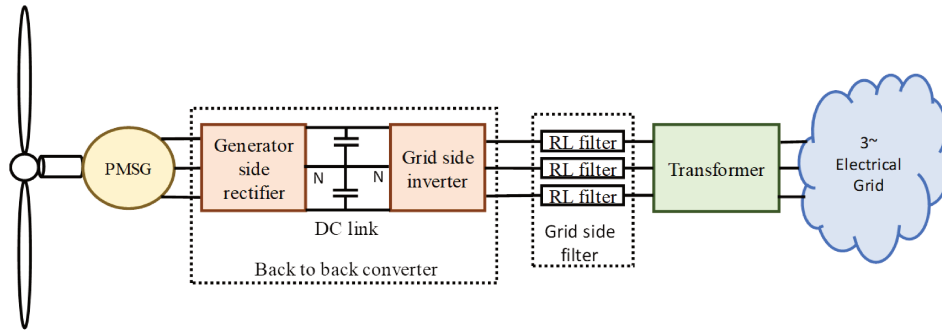 PMSG
Generator
side
rectifier
N
N
DC link
Grid side
inverter
Back to back converter
RL filter
RL filter
RL filter
Grid side
filter
Transformer
3~
Electrical
Grid